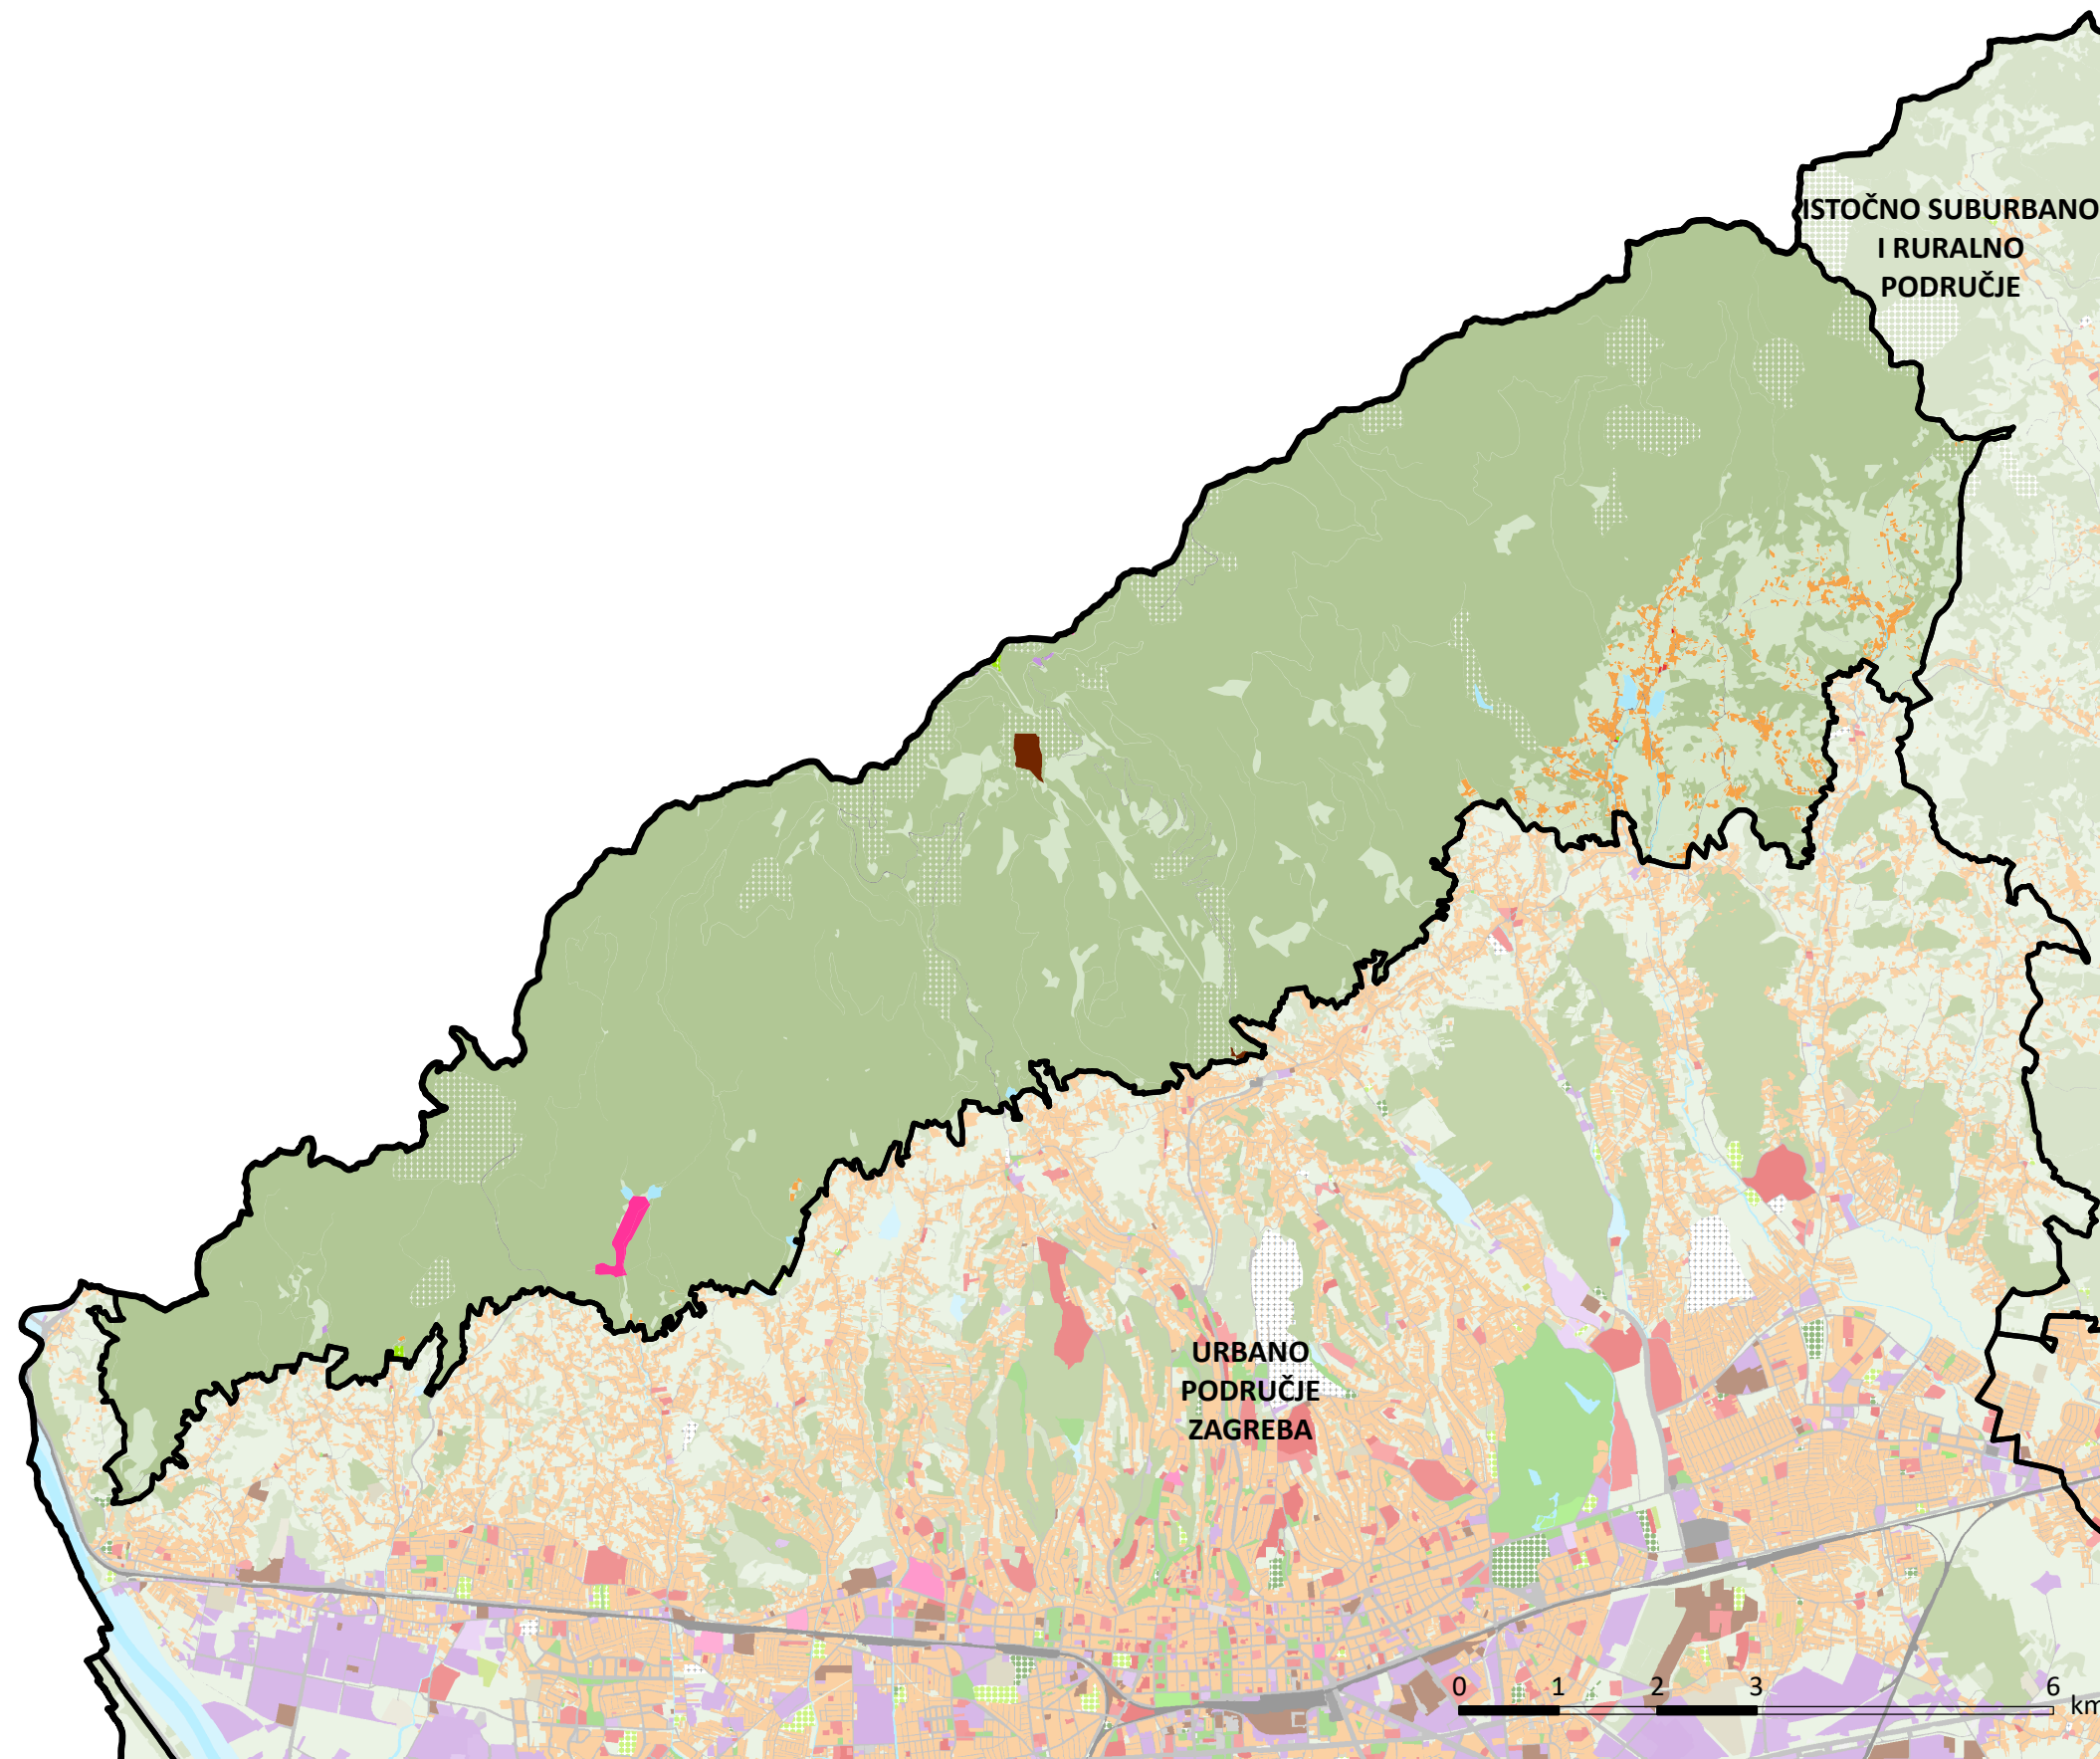 ISTOČNO SUBURBANO
I RURALNO
PODRUČJE
URBANO
PODRUČJE
ZAGREBA
0 1 2 3 6
km